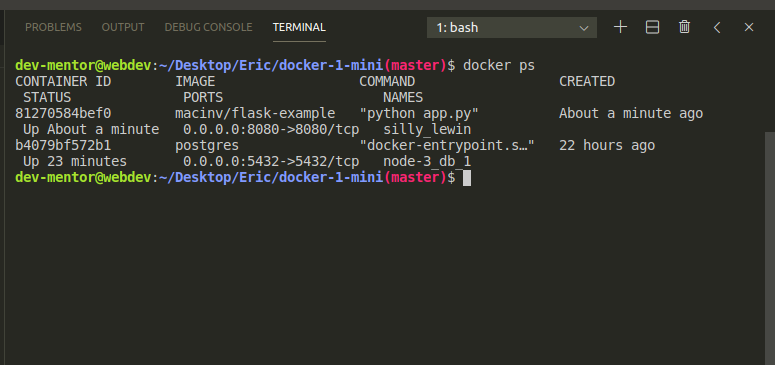 PROBLEMS OUTPUT DEBUG CONSOLE TERMINAL 1: bash
dev-mentor@webdev:~/Desktop/Eric/docker-1-mini(master)$ docker ps
CONTAINER ID        IMAGE                  COMMAND                  CREATED
 STATUS              PORTS                    NAMES
81270584bef0        macinv/flask-example   "python app.py"          About a minute ago
 Up About a minute   0.0.0.0:8080->8080/tcp   silly_lewin
b4079bf572b1        postgres               "docker-entrypoint.s…"   22 hours ago
 Up 23 minutes       0.0.0.0:5432->5432/tcp   node-3_db_1
dev-mentor@webdev:~/Desktop/Eric/docker-1-mini(master)$